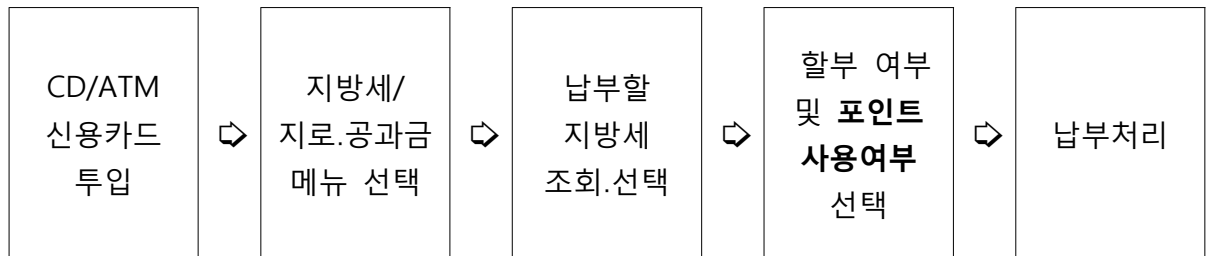 CD/ATM
신용카드
투입
➪
지방세/
지로.공과금
메뉴 선택
➪
납부할
지방세
조회.선택
➪
할부 여부
및 포인트
사용여부
선택
➪
납부처리